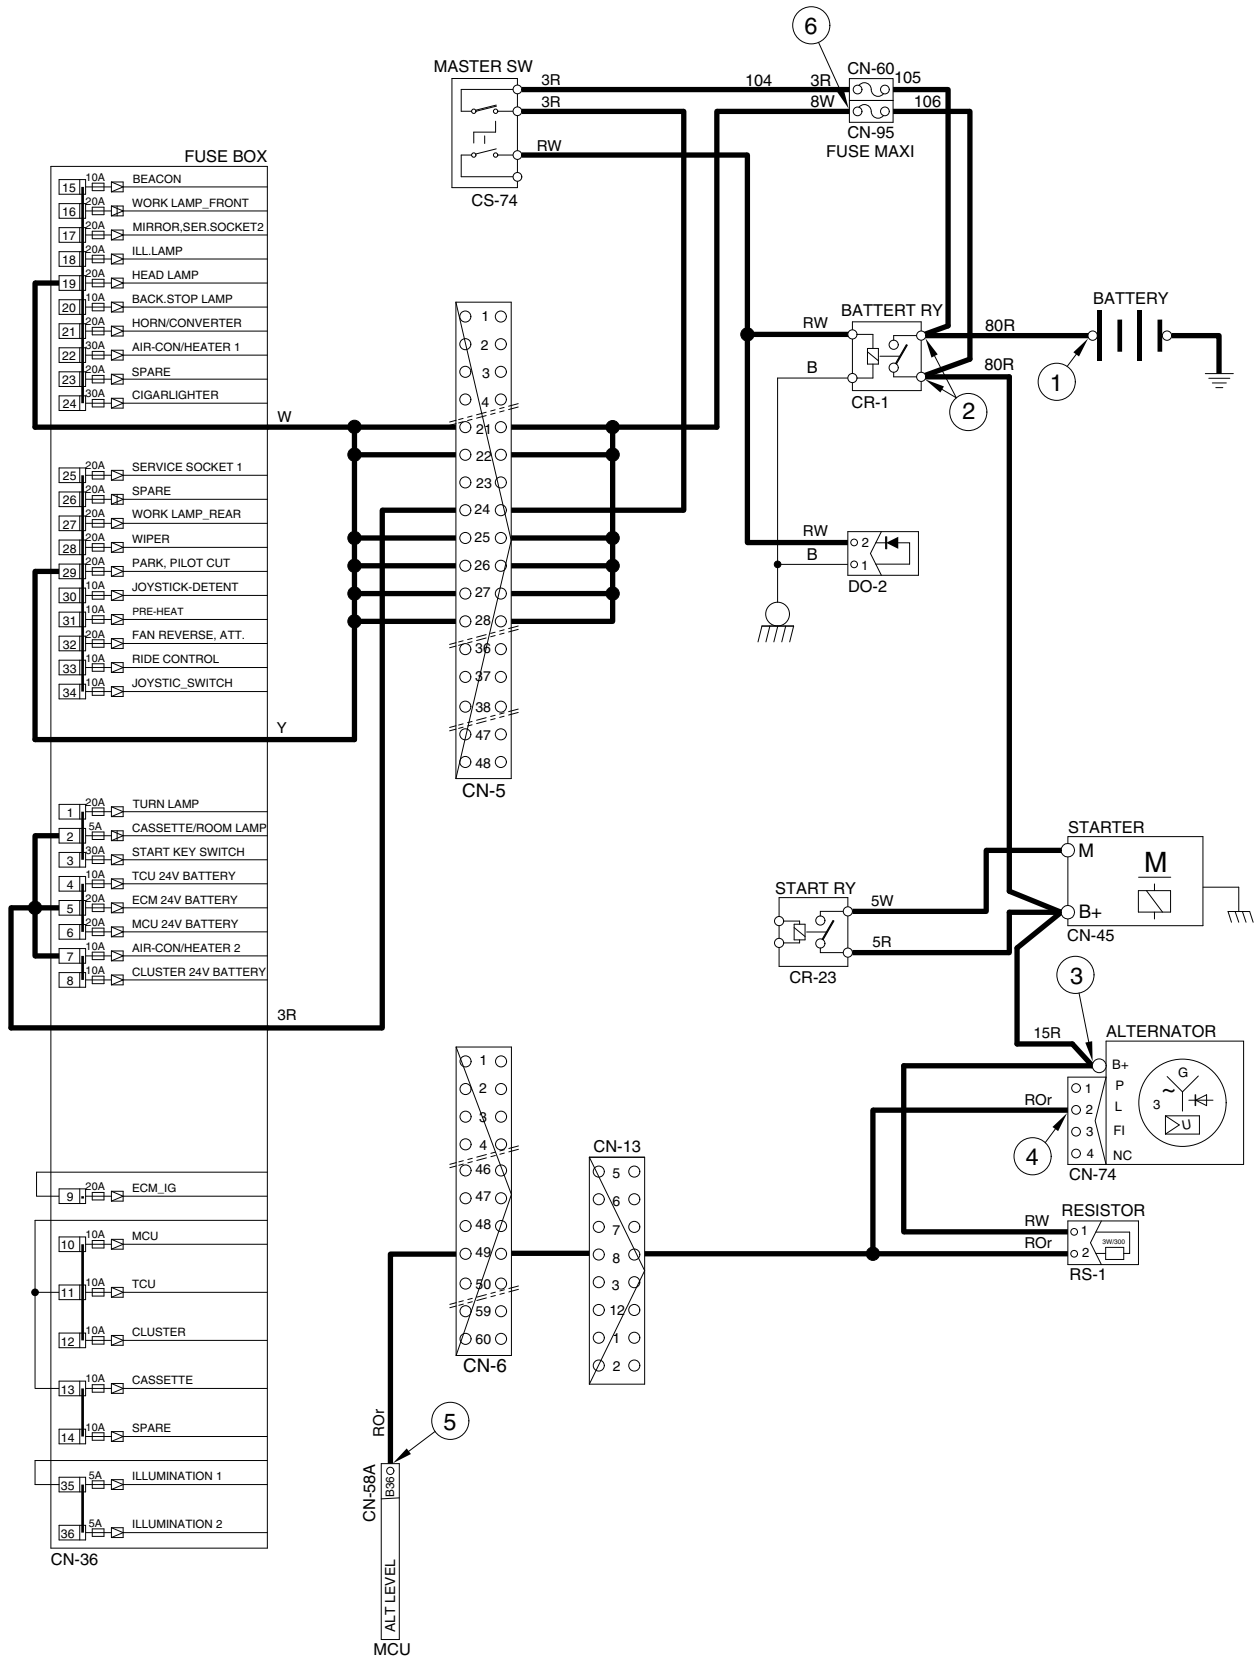 6
MASTER SW
3R
104
3R
CN-60
105
3R
8W
106
CN-95
FUSE MAXI
RW
CS-74
FUSE BOX
15 10A BEACON
16 20A WORK LAMP_FRONT
17 20A MIRROR,SER.SOCKET2
18 20A ILL.LAMP
19 20A HEAD LAMP
20 10A BACK.STOP LAMP
21 20A HORN/CONVERTER
22 30A AIR-CON/HEATER 1
23 20A SPARE
24 30A CIGARLIGHTER
W
25 20A SERVICE SOCKET 1
26 20A SPARE
27 20A WORK LAMP_REAR
28 20A WIPER
29 20A PARK, PILOT CUT
30 10A JOYSTICK-DETENT
31 10A PRE-HEAT
32 20A FAN REVERSE, ATT.
33 10A RIDE CONTROL
34 10A JOYSTIC_SWITCH
Y
1 20A TURN LAMP
2 5A CASSETTE/ROOM LAMP
3 30A START KEY SWITCH
4 10A TCU 24V BATTERY
5 20A ECM 24V BATTERY
6 20A MCU 24V BATTERY
7 10A AIR-CON/HEATER 2
8 10A CLUSTER 24V BATTERY
3R
9 20A ECM_IG
10 10A MCU
11 10A TCU
12 10A CLUSTER
13 10A CASSETTE
14 10A SPARE
35 5A ILLUMINATION 1
36 5A ILLUMINATION 2
CN-36
1
2
3
4
21
22
23
24
25
26
27
28
36
37
38
47
48
CN-5
BATTERT RY
RW
B
CR-1
80R
80R
2
BATTERY
1
RW
B
2
1
DO-2
STARTER
M
M
B+
CN-45
START RY
5W
5R
CR-23
3
15R
ALTERNATOR
B+
1 P
2 L
3 FI
4 NC
G
3 ~
U
ROr
4
CN-74
RESISTOR
RW
1
3W/300
ROr
2
RS-1
1
2
3
4
46
47
48
49
50
59
60
CN-6
CN-13
5
6
7
8
3
12
1
2
ROr
5
CN-58A
B36
ALT LEVEL
MCU